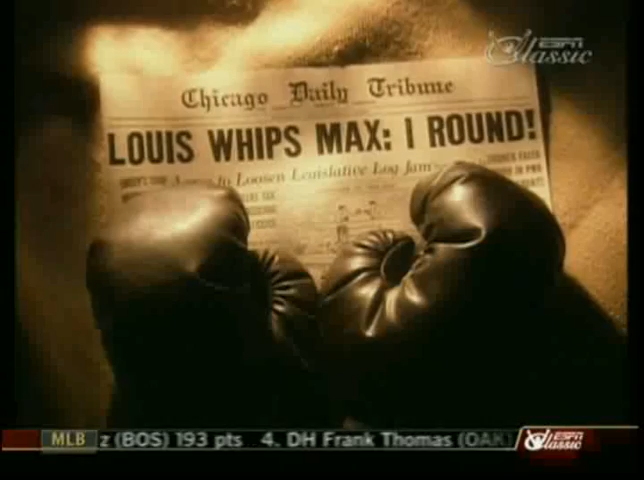 ESPN
Classic
Chicago Daily Tribune
LOUIS WHIPS MAX: 1 ROUND!
to Loosen Legislative Log Jam
MLB z (BOS) 193 pts 4. DH Frank Thomas (OAK) ESPN Classic